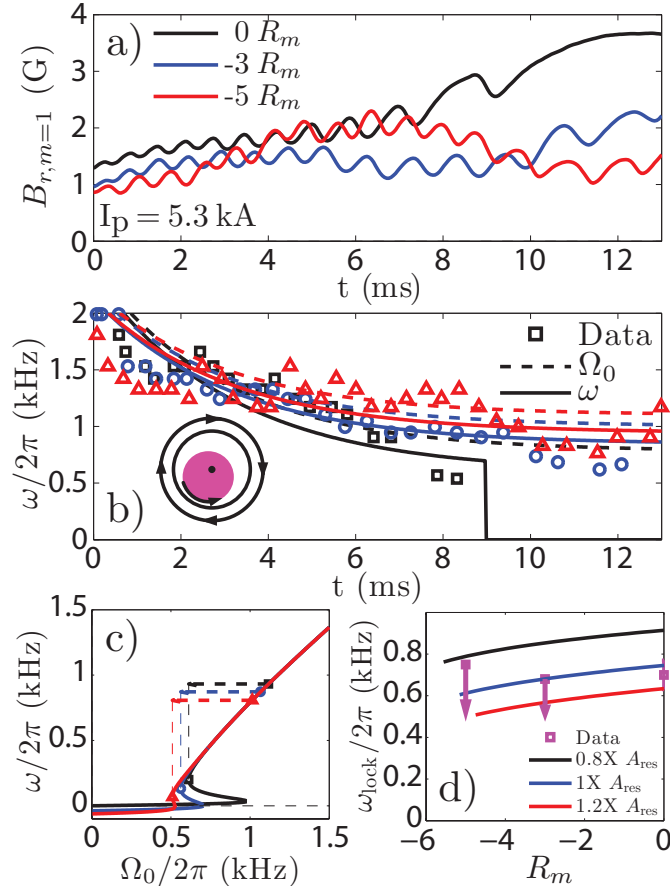 a)
0 R_m
-3 R_m
-5 R_m
I_p = 5.3 kA
B_{r,m=1} (G)
4
3
2
1
0
0 2 4 6 8 10 12
t (ms)
b)
Data
Ω_0
ω
ω/2π (kHz)
2
1.5
1
0.5
0
0 2 4 6 8 10 12
t (ms)
c)
ω/2π (kHz)
1.5
1
0.5
0
0 0.5 1 1.5
Ω_0/2π (kHz)
d)
Data
0.8X A_res
1X A_res
1.2X A_res
ω_lock/2π (kHz)
0.8
0.6
0.4
0.2
0
−6 −4 −2 0
R_m